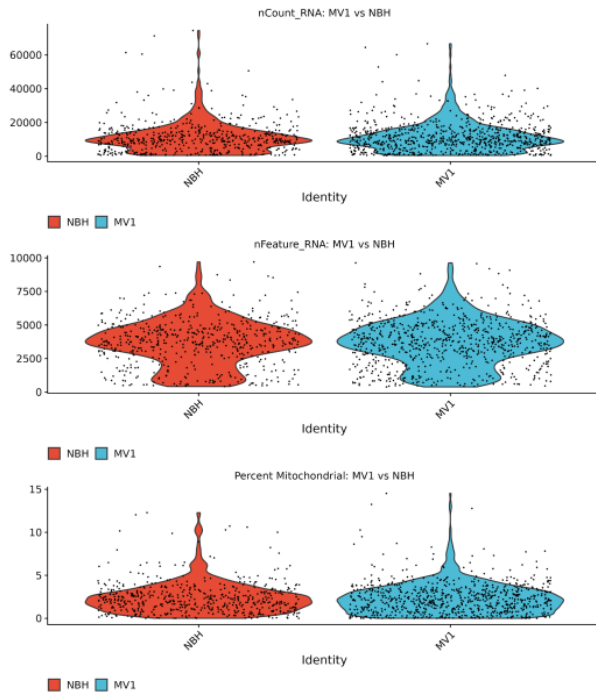 nCount_RNA: MV1 vs NBH
60000
40000
20000
0
NBH
MV1
Identity
NBH MV1
nFeature_RNA: MV1 vs NBH
10000
7500
5000
2500
0
NBH
MV1
Identity
NBH MV1
Percent Mitochondrial: MV1 vs NBH
15
10
5
0
NBH
MV1
Identity
NBH MV1